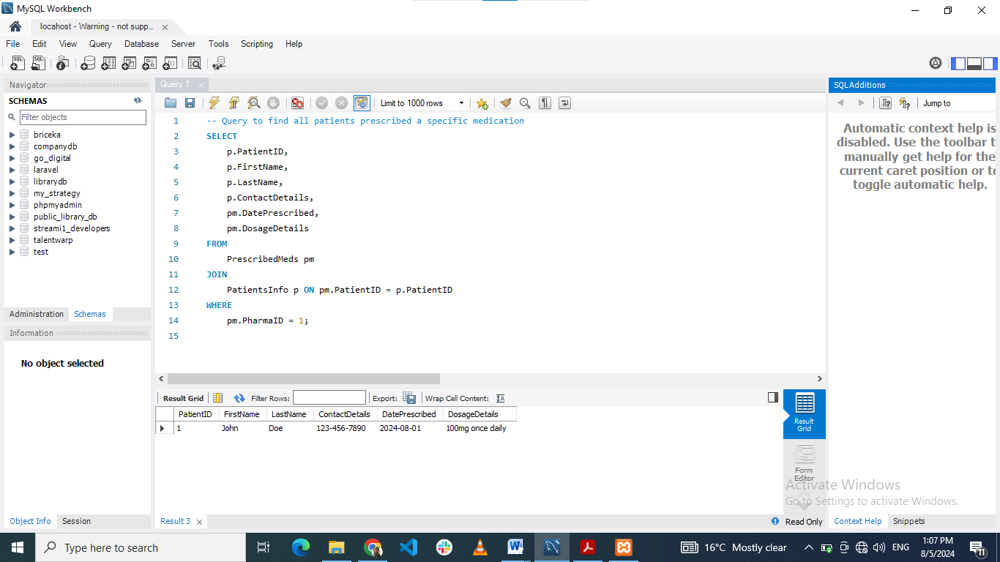 MySQL Workbench
locahost - Warning - not supp...
File Edit View Query Database Server Tools Scripting Help
Navigator
SCHEMAS
Filter objects
briceka
companydb
go_digital
laravel
librarydb
my_strategy
phpmyadmin
public_library_db
streami1_developers
talentwarp
test
Administration Schemas
Information
No object selected
Object Info Session
Query 1
Limit to 1000 rows
1 -- Query to find all patients prescribed a specific medication
2 SELECT
3 p.PatientID,
4 p.FirstName,
5 p.LastName,
6 p.ContactDetails,
7 pm.DatePrescribed,
8 pm.DosageDetails
9 FROM
10 PrescribedMeds pm
11 JOIN
12 PatientsInfo p ON pm.PatientID = p.PatientID
13 WHERE
14 pm.PharmaID = 1;
15
Result Grid Filter Rows: Export: Wrap Cell Content:
PatientID FirstName LastName ContactDetails DatePrescribed DosageDetails
1 John Doe 123-456-7890 2024-08-01 100mg once daily
Result Grid
Form Editor
Result 3
Read Only
SQLAdditions
Jump to
Automatic context help is
disabled. Use the toolbar t
manually get help for the
current caret position or to
toggle automatic help.
Activate Windows
Go to Settings to activate Windows.
Context Help Snippets
Type here to search
16°C Mostly clear
ENG
1:07 PM
8/5/2024
11